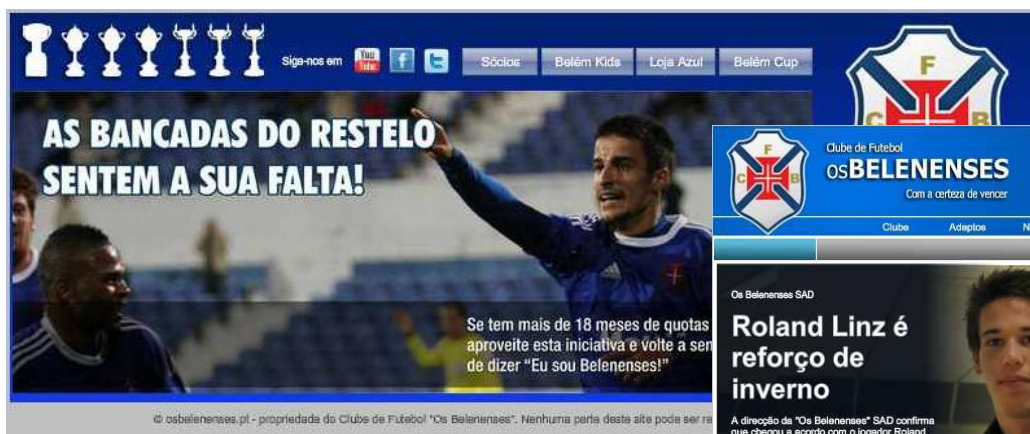 Siga-nos em
You
Tube
Sócios
Belém Kids
Loja Azul
Belém Cup
AS BANCADAS DO RESTELO
SENTEM A SUA FALTA!
Se tem mais de 18 meses de quotas
aproveite esta iniciativa e volte a sen
de dizer "Eu sou Belenenses!"
© osbelenenses.pt - propriedade do Clube de Futebol "Os Belenenses". Nenhuma parte deste site pode ser re
F
C B
F
C B
Clube de Futebol
OSBELENENSES
Com a certeza de vencer
Clube
Adeptos
N
Os Belenenses SAD
Roland Linz é
reforço de
inverno
A direcção da "Os Belenenses" SAD confirma
que chegou a acordo com o jogador Roland